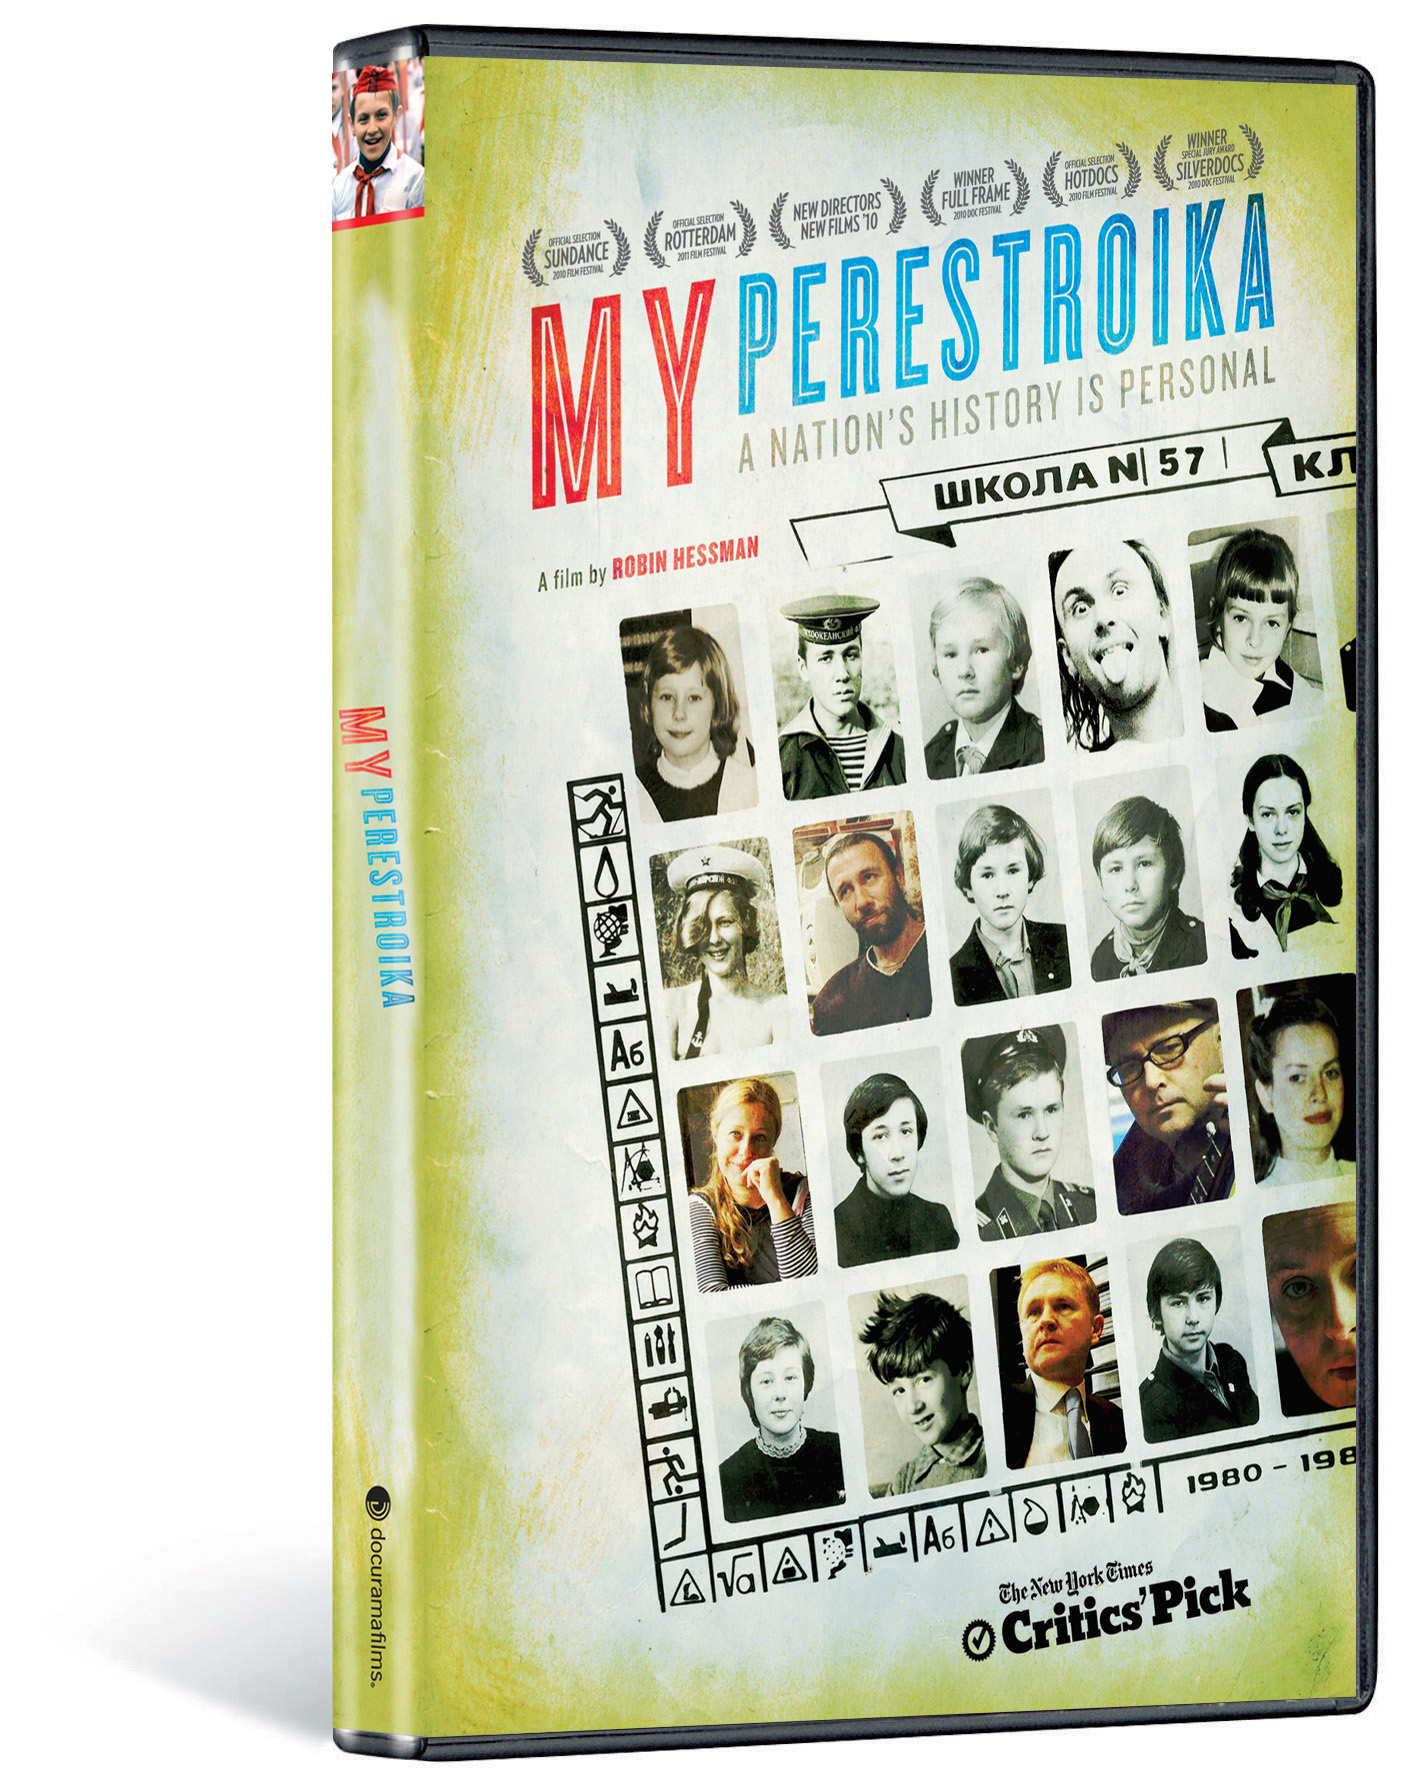 OFFICIAL SELECTION
SUNDANCE
2010 FILM FESTIVAL
OFFICIAL SELECTION
ROTTERDAM
2011 FILM FESTIVAL
NEW DIRECTORS
NEW FILMS '10
WINNER
FULL FRAME
2010 DOC FESTIVAL
OFFICIAL SELECTION
HOTDOCS
2010 FILM FESTIVAL
WINNER
SPECIAL JURY AWARD
SILVERDOCS
2010 DOC FESTIVAL
MY PERESTROIKA
A NATION'S HISTORY IS PERSONAL
ШКОЛА N 57
КЛ
A film by ROBIN HESSMAN
Аб
1980 - 198
√a
Аб
The New York Times
Critics' Pick
MY PERESTROIKA
docuramafilms®